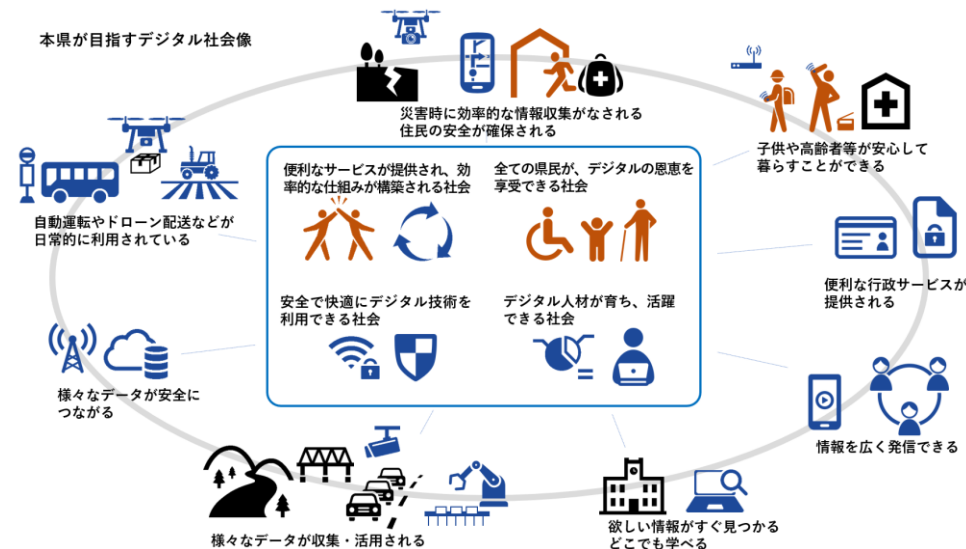 本県が目指すデジタル社会像
災害時に効率的な情報収集がなされる
住民の安全が確保される
子供や高齢者等が安心して
暮らすことができる
自動運転やドローン配送などが
日常的に利用されている
便利なサービスが提供され、効
率的な仕組みが構築される社会
全ての県民が、デジタルの恩恵を
享受できる社会
便利な行政サービスが
提供される
安全で快適にデジタル技術を
利用できる社会
デジタル人材が育ち、活躍
できる社会
様々なデータが安全に
つながる
情報を広く発信できる
様々なデータが収集・活用される
欲しい情報がすぐ見つかる
どこでも学べる